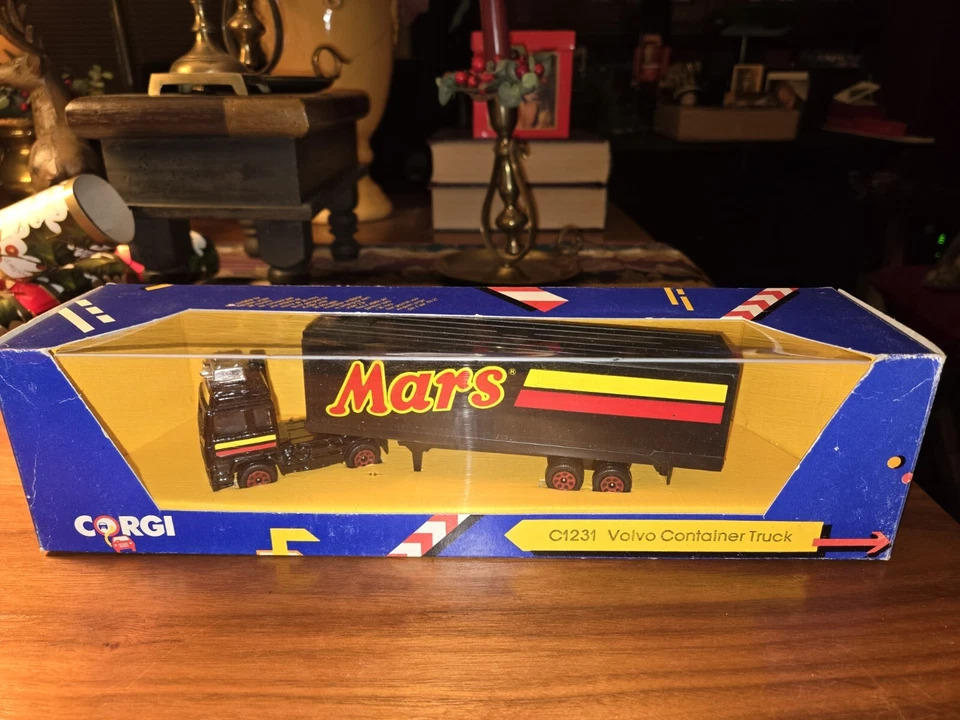 Mars®
CORGI
C1231 Volvo Container Truck